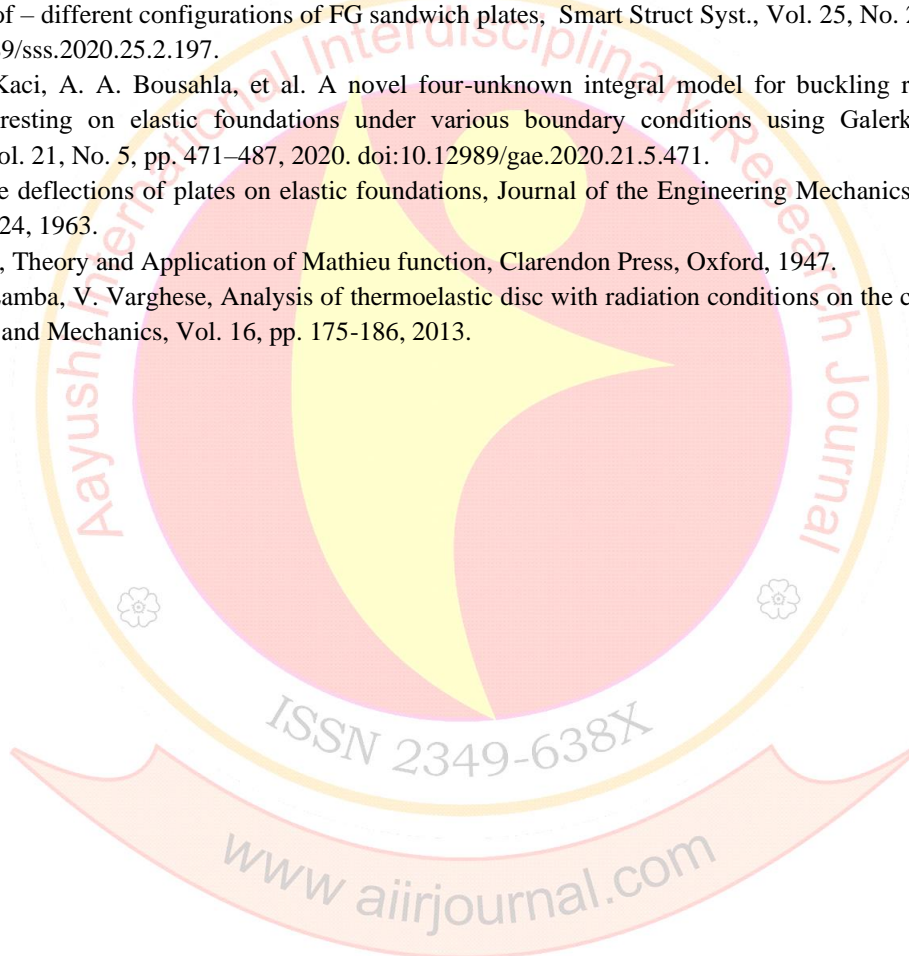 of – different configurations of FG sandwich plates, Smart Struct Syst., Vol. 25, No. 2
9/sss.2020.25.2.197.
Kaci, A. A. Bousahla, et al. A novel four-unknown integral model for buckling r
resting on elastic foundations under various boundary conditions using Galerk
ol. 21, No. 5, pp. 471–487, 2020. doi:10.12989/gae.2020.21.5.471.
e deflections of plates on elastic foundations, Journal of the Engineering Mechanics
24, 1963.
, Theory and Application of Mathieu function, Clarendon Press, Oxford, 1947.
amba, V. Varghese, Analysis of thermoelastic disc with radiation conditions on the c
and Mechanics, Vol. 16, pp. 175-186, 2013.
Aayushi International Interdisciplinary Research Journal
ISSN 2349-638X
www aiirjournal.com